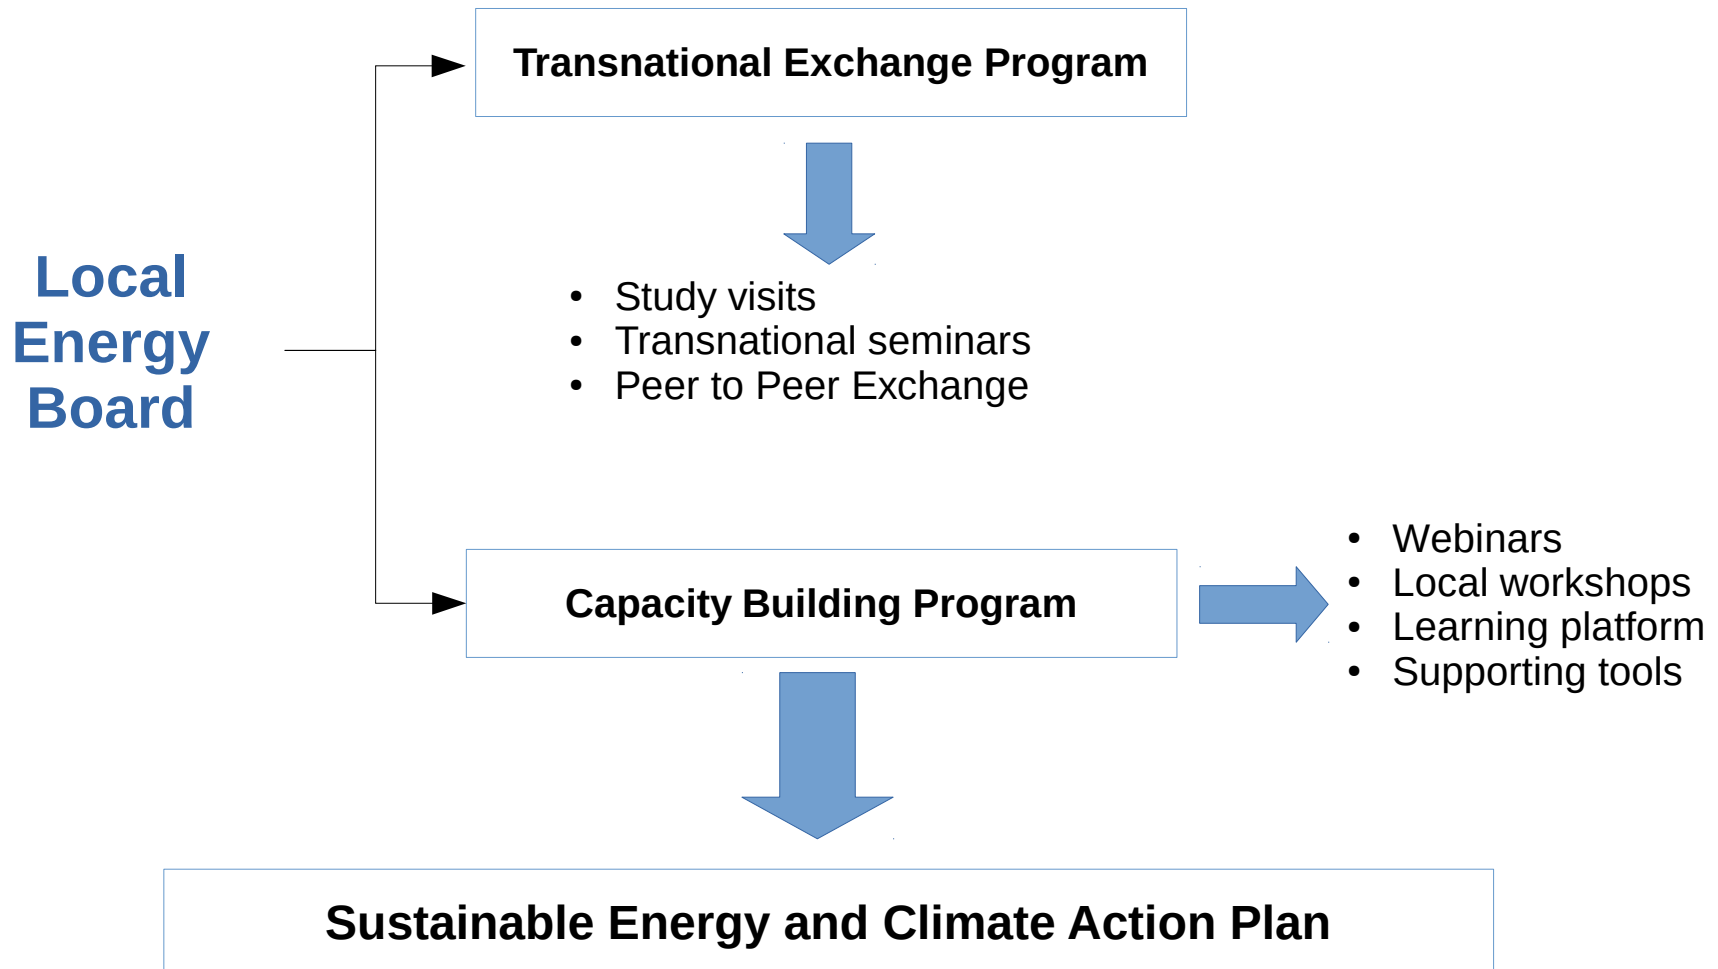 Transnational Exchange Program
Local
Energy
Board
• Study visits
• Transnational seminars
• Peer to Peer Exchange
Capacity Building Program
• Webinars
• Local workshops
• Learning platform
• Supporting tools
Sustainable Energy and Climate Action Plan